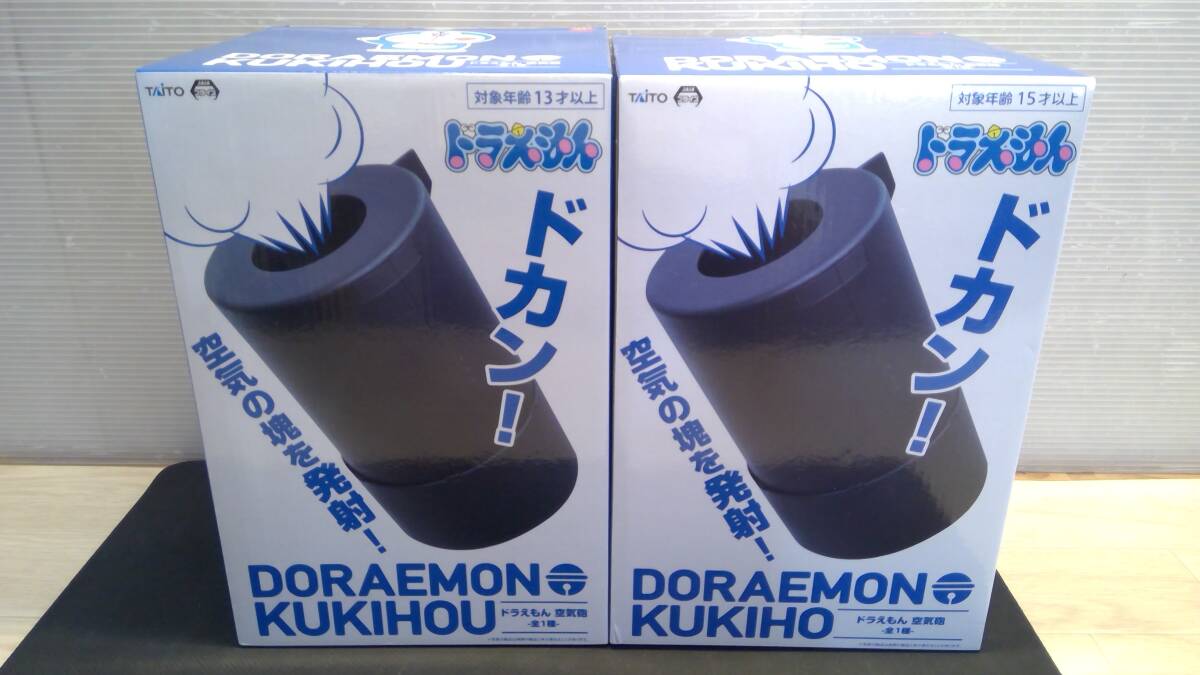 DORAEMON
TAITO
対象年齢 13才以上
ドラえもん
ドカン!
空気の塊を発射!
DORAEMON
KUKIHOU
ドラえもん 空気砲
-全1種-
TAITO
対象年齢 15才以上
ドラえもん
ドカン!
空気の塊を発射!
DORAEMON
KUKIHO
ドラえもん 空気砲
-全1種-